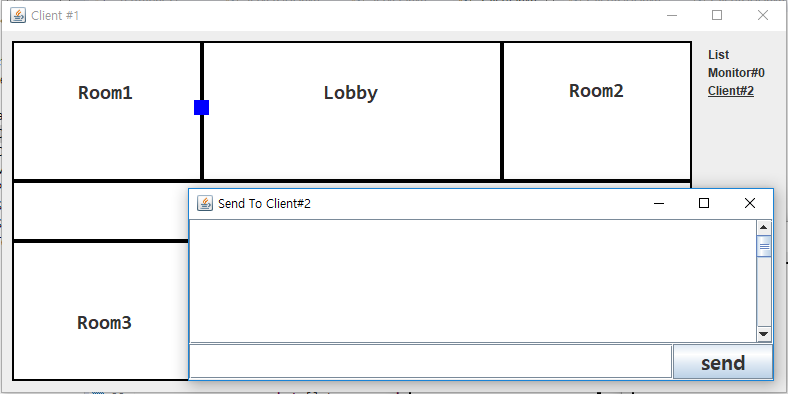 Client #1
List
Monitor#0
Client#2
Room1
Lobby
Room2
Send To Client#2
Room3
send